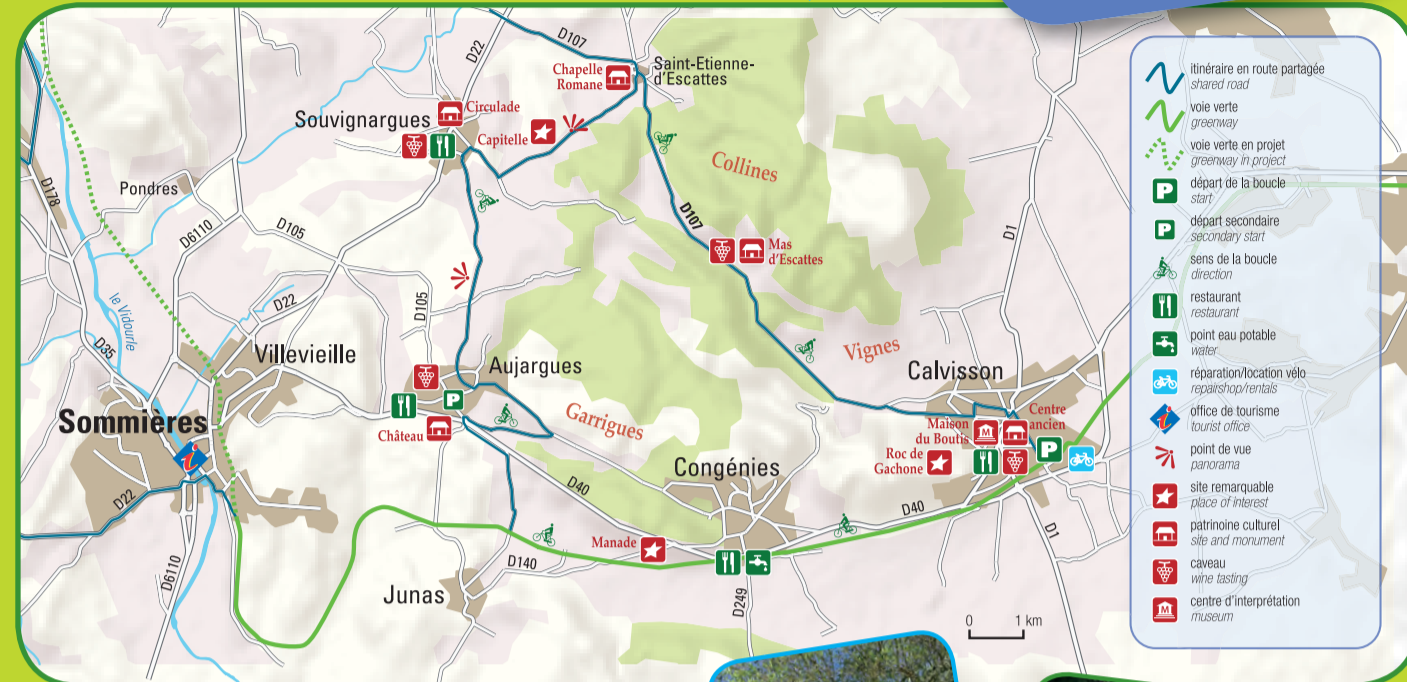 D107
D22
Chapelle
Romane
Saint-Etienne-
d'Escattes
Circulade
Souvignargues
Capitelle
Collines
D178
Pondres
D6110
D105
D107
D1
Mas
d'Escattes
le Vidourle
D22
D105
D35
Villevieille
Aujargues
Vignes
Calvisson
Sommières
P
Château
Garrigues
Centre
ancien
Maison
du Boutis
M
Roc de
Gachone
P
i
Congénies
D22
D40
D40
D1
Manade
D6110
D140
Junas
D249
0 1 km
itinéraire en route partagée
shared road
voie verte
greenway
voie verte en projet
greenway in project
P
départ de la boucle
start
P
départ secondaire
secondary start
sens de la boucle
direction
restaurant
restaurant
point eau potable
water
réparation/location vélo
repairshop/rentals
i
office de tourisme
tourist office
point de vue
panorama
site remarquable
place of interest
patrimoine culturel
site and monument
caveau
wine tasting
M
centre d'interprétation
museum